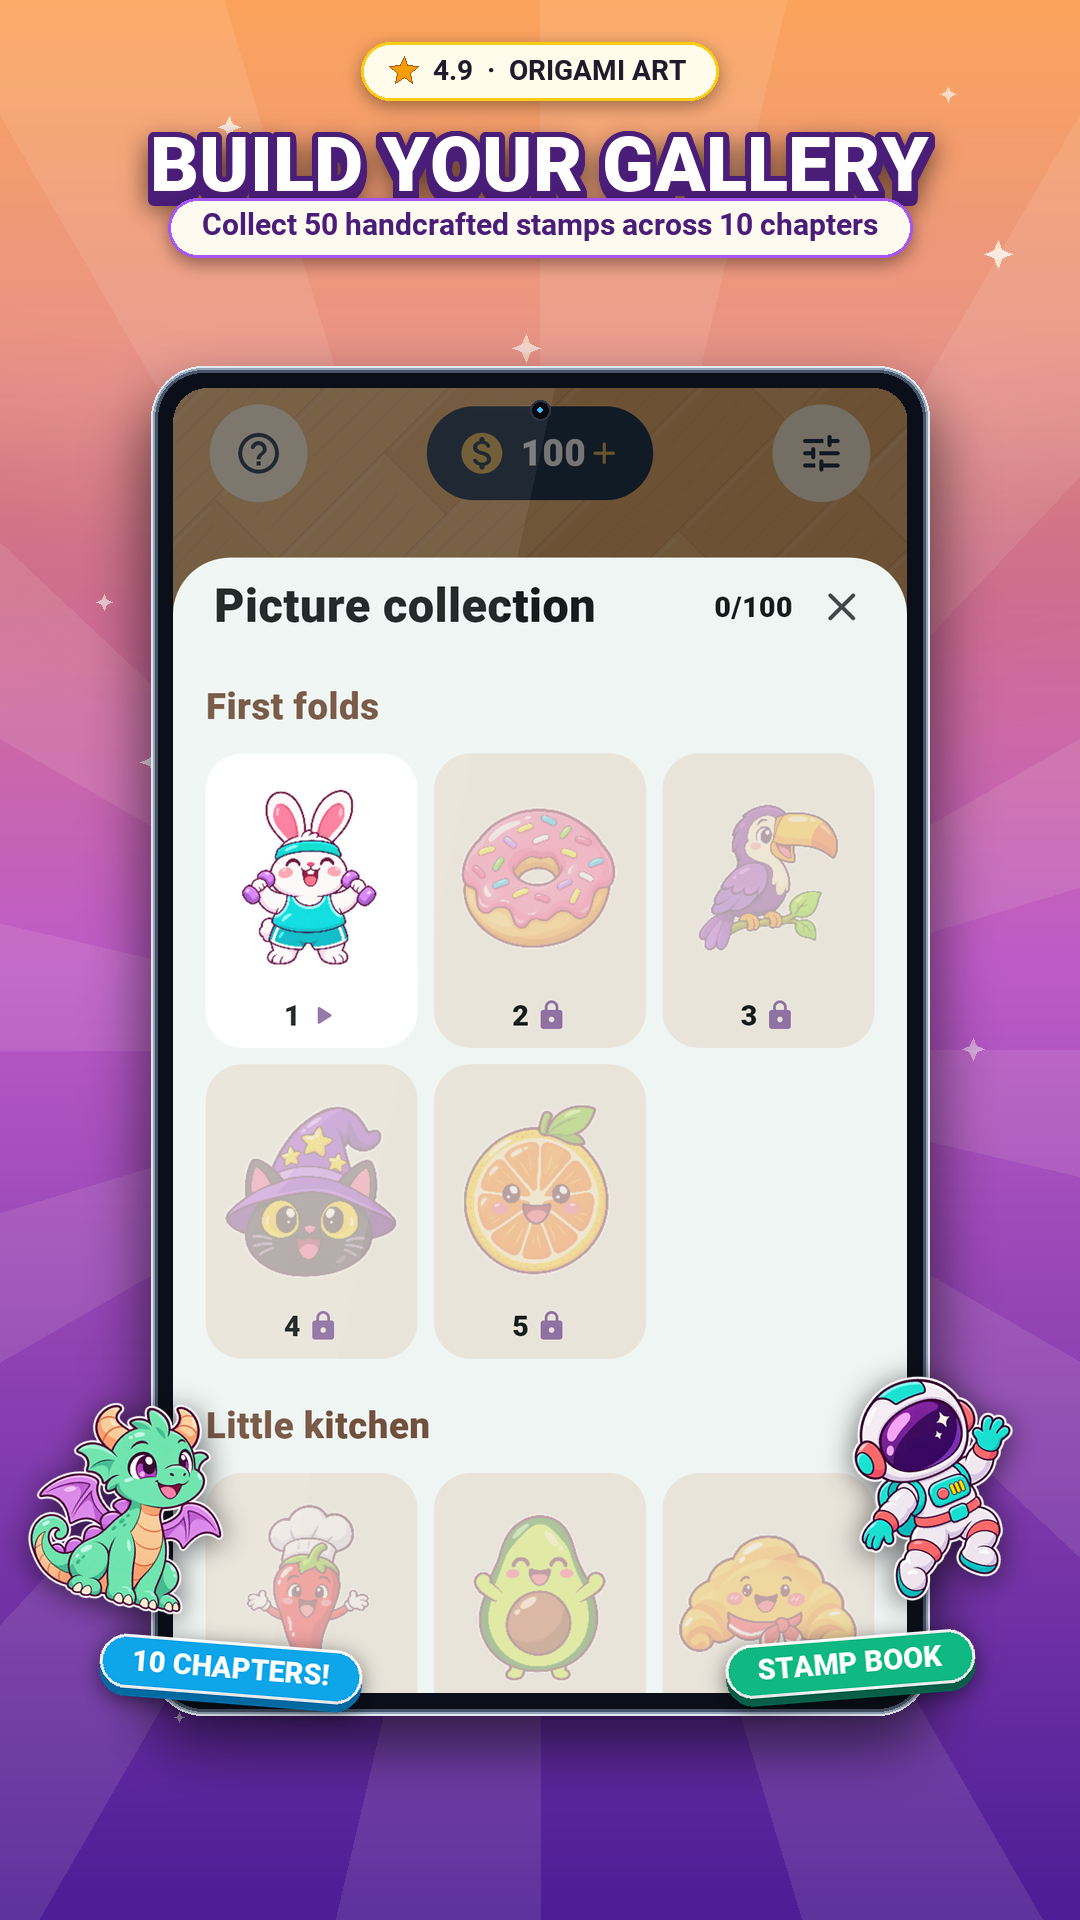 4.9 · ORIGAMI ART
BUILD YOUR GALLERY
Collect 50 handcrafted stamps across 10 chapters
100 +
Picture collection 0/100
First folds
1
2
3
4
5
Little kitchen
10 CHAPTERS!
STAMP BOOK